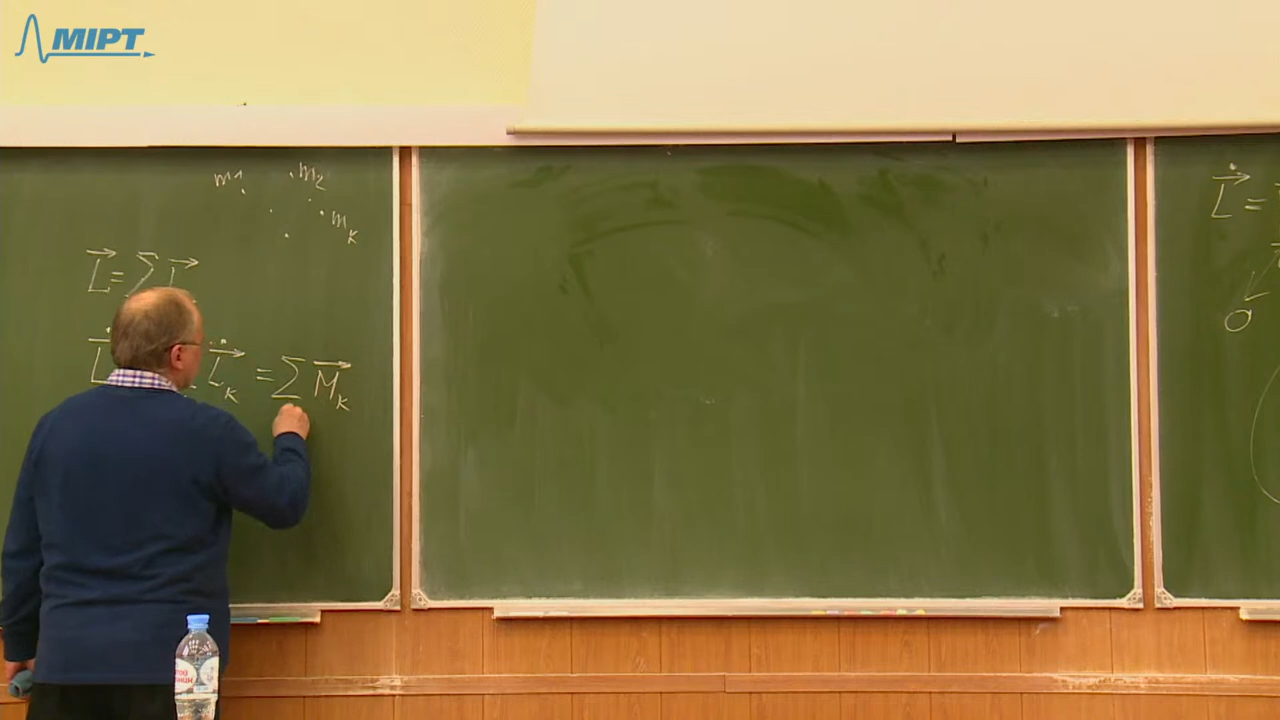 MIPT
m1 m2
mK
L⃗ = Σ L⃗
L̇⃗ L̇⃗K = Σ M⃗K
L̇⃗ =
O